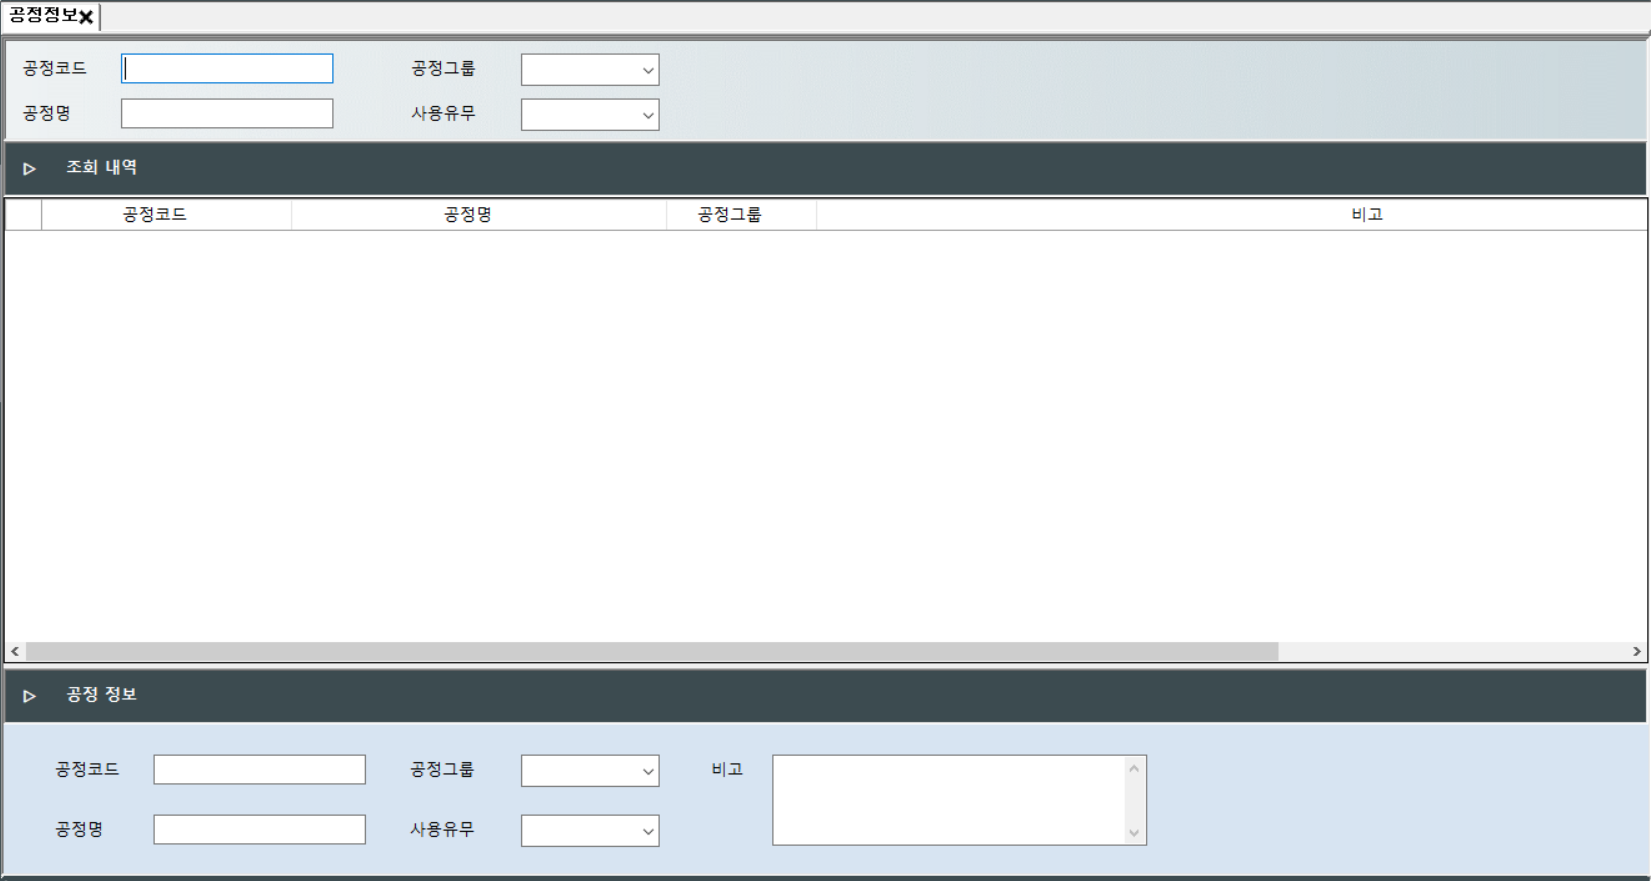 공정정보
공정코드 공정그룹
공정명 사용유무
조회 내역
공정코드 공정명 공정그룹 비고
공정 정보
공정코드 공정그룹 비고
공정명 사용유무